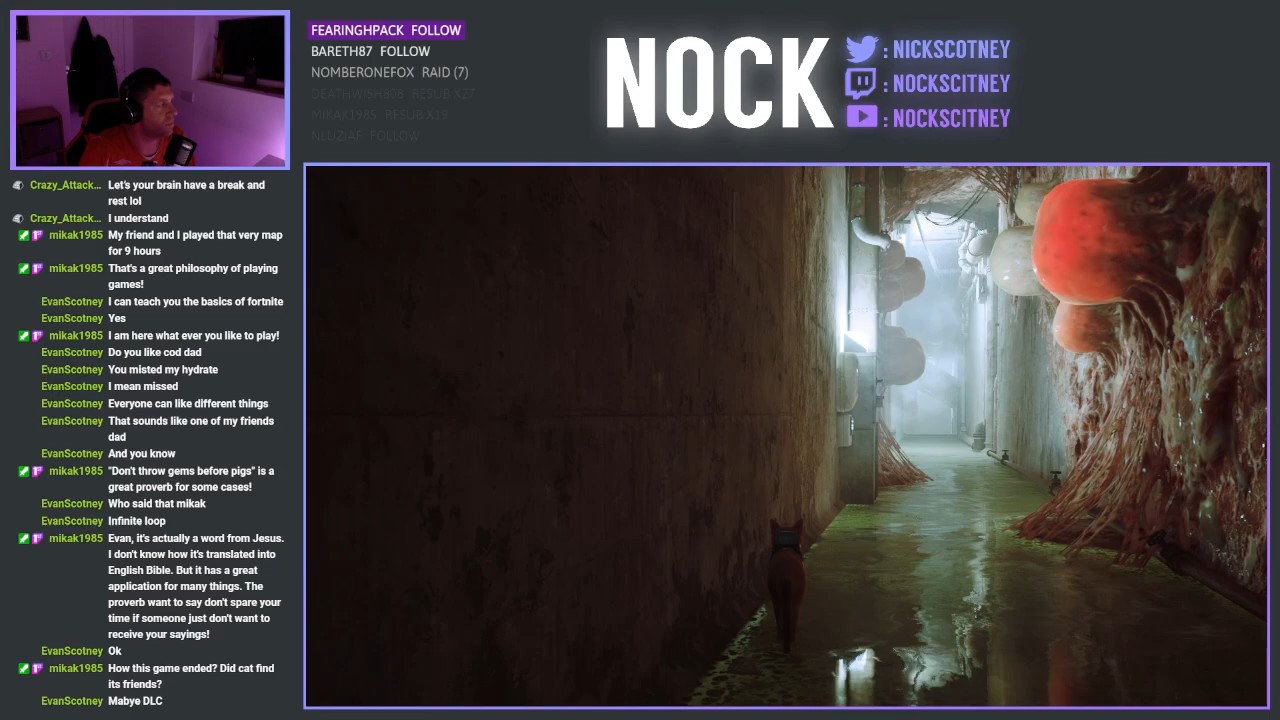 FEARINGHPACK FOLLOW
BARETH87 FOLLOW
NOMBERONEFOX RAID (7)
DEATHWISH808 RESUB X27
MIKAK1985 RESUB X19
NLUZIAF FOLLOW
NOCK
: NICKSCOTNEY
: NOCKSCITNEY
: NOCKSCITNEY
Crazy_Attack... Let's your brain have a break and
rest lol
Crazy_Attack... I understand
mikak1985 My friend and I played that very map
for 9 hours
mikak1985 That's a great philosophy of playing
games!
EvanScotney I can teach you the basics of fortnite
EvanScotney Yes
mikak1985 I am here what ever you like to play!
EvanScotney Do you like cod dad
EvanScotney You misted my hydrate
EvanScotney I mean missed
EvanScotney Everyone can like different things
EvanScotney That sounds like one of my friends
dad
EvanScotney And you know
mikak1985 "Don't throw gems before pigs" is a
great proverb for some cases!
EvanScotney Who said that mikak
EvanScotney Infinite loop
mikak1985 Evan, it's actually a word from Jesus.
I don't know how it's translated into
English Bible. But it has a great
application for many things. The
proverb want to say don't spare your
time if someone just don't want to
receive your sayings!
EvanScotney Ok
mikak1985 How this game ended? Did cat find
its friends?
EvanScotney Mabye DLC